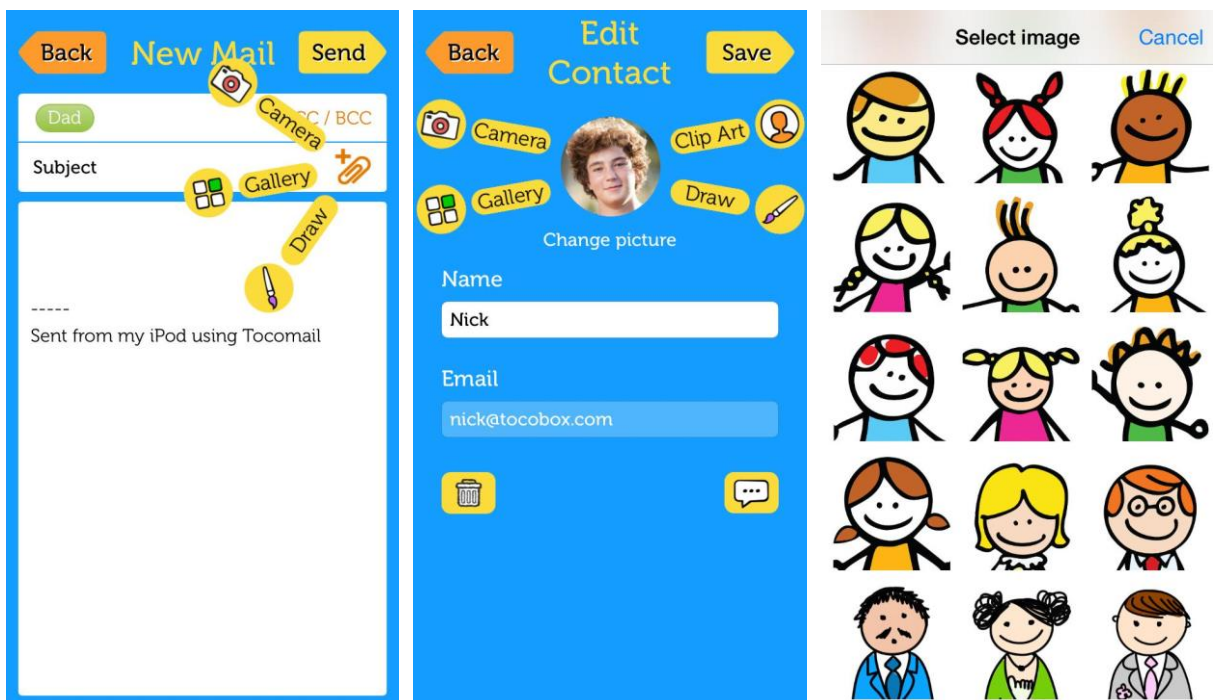 Back
New Mail
Send
Camera
Dad
CC / BCC
Subject
Gallery
Draw
-----
Sent from my iPod using Tocomail
Back
Edit
Contact
Save
Camera
Clip Art
Gallery
Draw
Change picture
Name
Nick
Email
nick@tocobox.com
Select image
Cancel